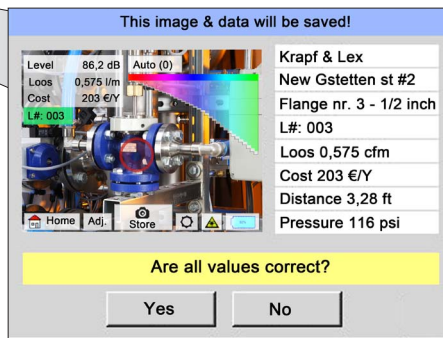 This image & data will be saved!
Level 86,2 dB
Auto (0)
Loos 0,575 l/m
Cost 203 €/Y
L#: 003
Home
Adj.
Store
Krapf & Lex
New Gstetten st #2
Flange nr. 3 - 1/2 inch
L#: 003
Loos 0,575 cfm
Cost 203 €/Y
Distance 3,28 ft
Pressure 116 psi
Are all values correct?
Yes
No